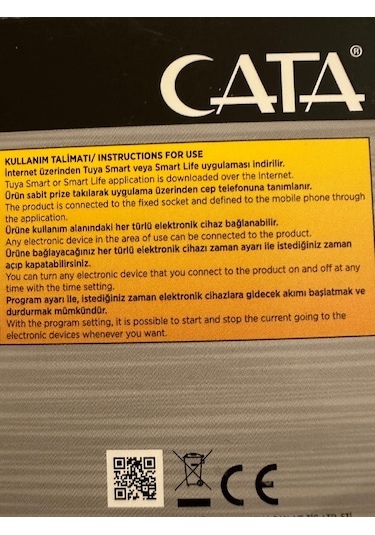 CATA®
KULLANIM TALİMATI/ INSTRUCTIONS FOR USE
İnternet üzerinden Tuya Smart veya Smart Life uygulaması indirilir.
Tuya Smart or Smart Life application is downloaded over the Internet.
Ürün sabit prize takılarak uygulama üzerinden cep telefonuna tanımlanır.
The product is connected to the fixed socket and defined to the mobile phone through
the application.
Ürüne kullanım alanındaki her türlü elektronik cihaz bağlanabilir.
Any electronic device in the area of use can be connected to the product.
Ürüne bağlayacağınız her türlü elektronik cihazı zaman ayarı ile istediğiniz zaman
açıp kapatabilirsiniz.
You can turn any electronic device that you connect to the product on and off at any
time with the time setting.
Program ayarı ile, istediğiniz zaman elektronik cihazlara gidecek akımı başlatmak ve
durdurmak mümkündür.
With the program setting, it is possible to start and stop the current going to the
electronic devices whenever you want.
CE